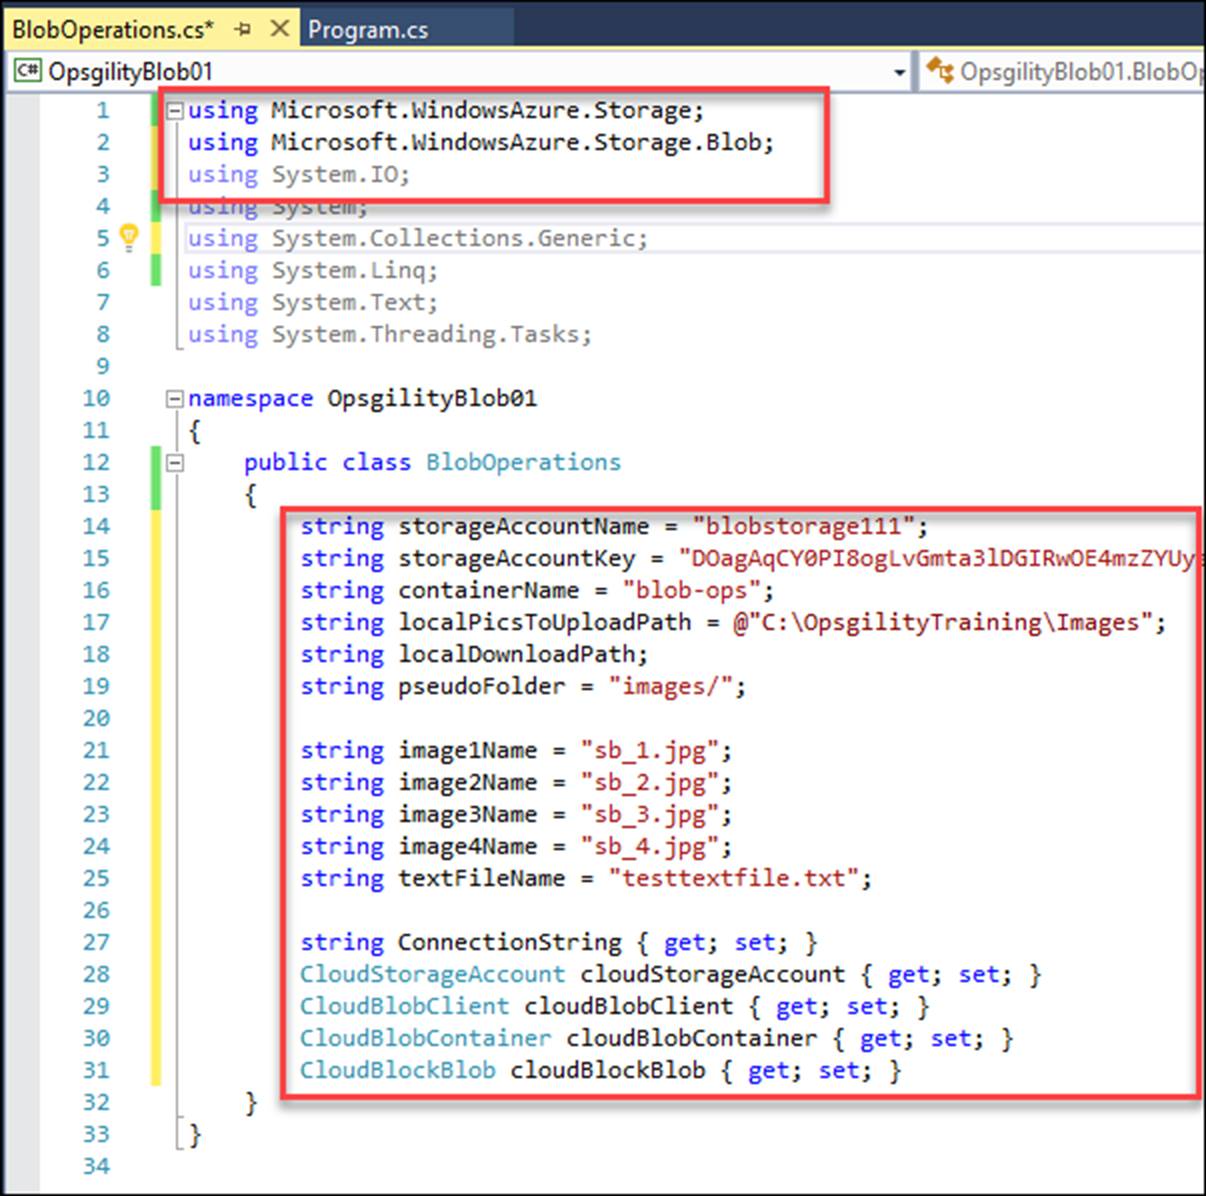 BlobOperations.cs* Program.cs
C# OpsgilityBlob01 OpsgilityBlob01.BlobOp
1 using Microsoft.WindowsAzure.Storage;
2 using Microsoft.WindowsAzure.Storage.Blob;
3 using System.IO;
4 using System;
5 using System.Collections.Generic;
6 using System.Linq;
7 using System.Text;
8 using System.Threading.Tasks;
9
10 namespace OpsgilityBlob01
11 {
12 public class BlobOperations
13 {
14 string storageAccountName = "blobstorage111";
15 string storageAccountKey = "DOagAqCY0PI8ogLvGmta3lDGIRwOE4mzZYUy
16 string containerName = "blob-ops";
17 string localPicsToUploadPath = @"C:\OpsgilityTraining\Images";
18 string localDownloadPath;
19 string pseudoFolder = "images/";
20
21 string image1Name = "sb_1.jpg";
22 string image2Name = "sb_2.jpg";
23 string image3Name = "sb_3.jpg";
24 string image4Name = "sb_4.jpg";
25 string textFileName = "testtextfile.txt";
26
27 string ConnectionString { get; set; }
28 CloudStorageAccount cloudStorageAccount { get; set; }
29 CloudBlobClient cloudBlobClient { get; set; }
30 CloudBlobContainer cloudBlobContainer { get; set; }
31 CloudBlockBlob cloudBlockBlob { get; set; }
32 }
33 }
34